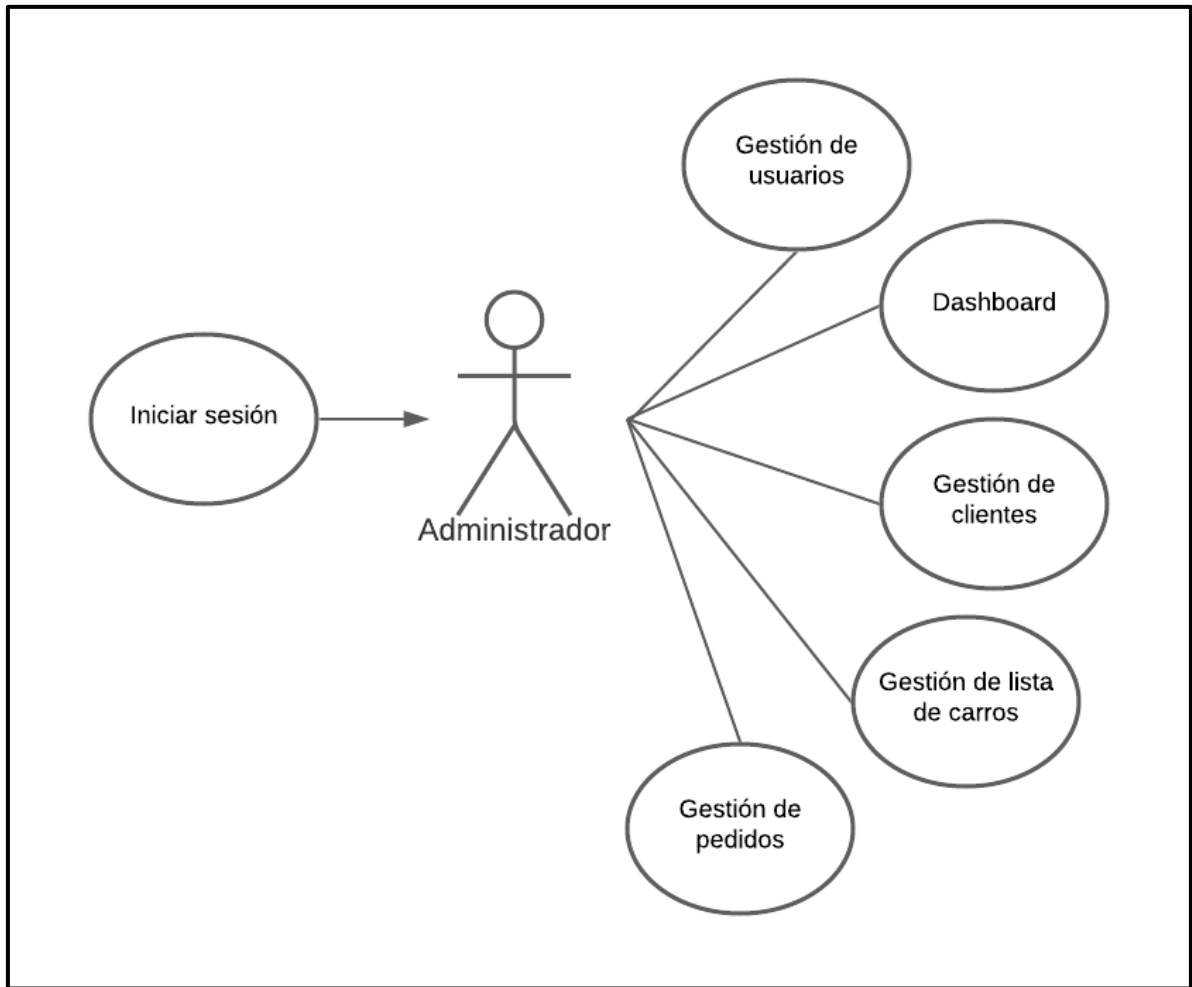 Gestión de
usuarios
Dashboard
Iniciar sesión
Administrador
Gestión de
clientes
Gestión de lista
de carros
Gestión de
pedidos